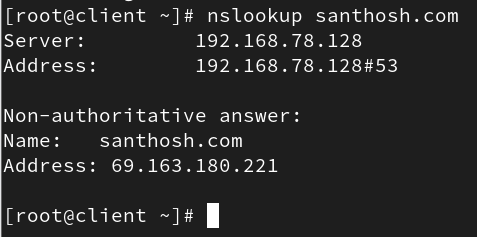 [root@client ~]# nslookup santhosh.com
Server:         192.168.78.128
Address:        192.168.78.128#53

Non-authoritative answer:
Name:   santhosh.com
Address: 69.163.180.221

[root@client ~]#